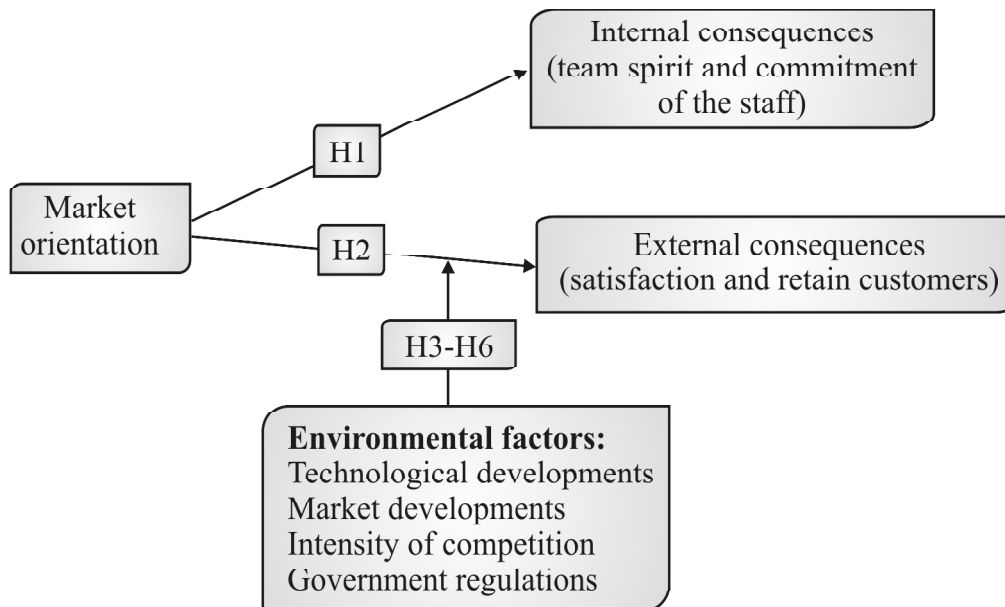 Internal consequences
(team spirit and commitment
of the staff)
H1
Market
orientation
H2
External consequences
(satisfaction and retain customers)
H3-H6
Environmental factors:
Technological developments
Market developments
Intensity of competition
Government regulations